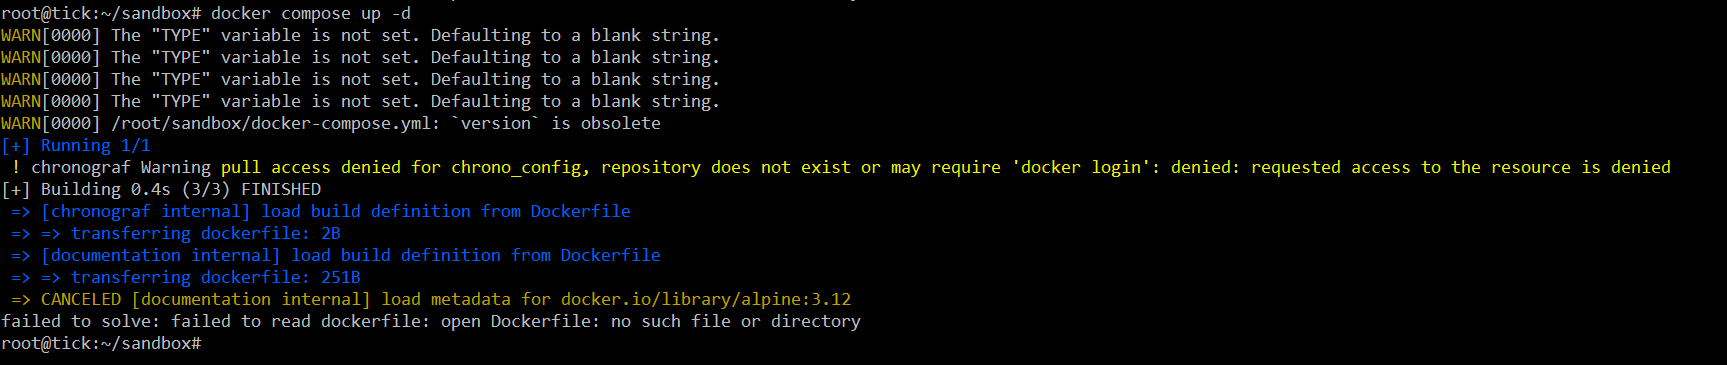 root@tick:~/sandbox# docker compose up -d
WARN[0000] The "TYPE" variable is not set. Defaulting to a blank string.
WARN[0000] The "TYPE" variable is not set. Defaulting to a blank string.
WARN[0000] The "TYPE" variable is not set. Defaulting to a blank string.
WARN[0000] The "TYPE" variable is not set. Defaulting to a blank string.
WARN[0000] /root/sandbox/docker-compose.yml: `version` is obsolete
[+] Running 1/1
 ! chronograf Warning pull access denied for chrono_config, repository does not exist or may require 'docker login': denied: requested access to the resource is denied
[+] Building 0.4s (3/3) FINISHED
 => [chronograf internal] load build definition from Dockerfile
 => => transferring dockerfile: 2B
 => [documentation internal] load build definition from Dockerfile
 => => transferring dockerfile: 251B
 => CANCELED [documentation internal] load metadata for docker.io/library/alpine:3.12
failed to solve: failed to read dockerfile: open Dockerfile: no such file or directory
root@tick:~/sandbox#